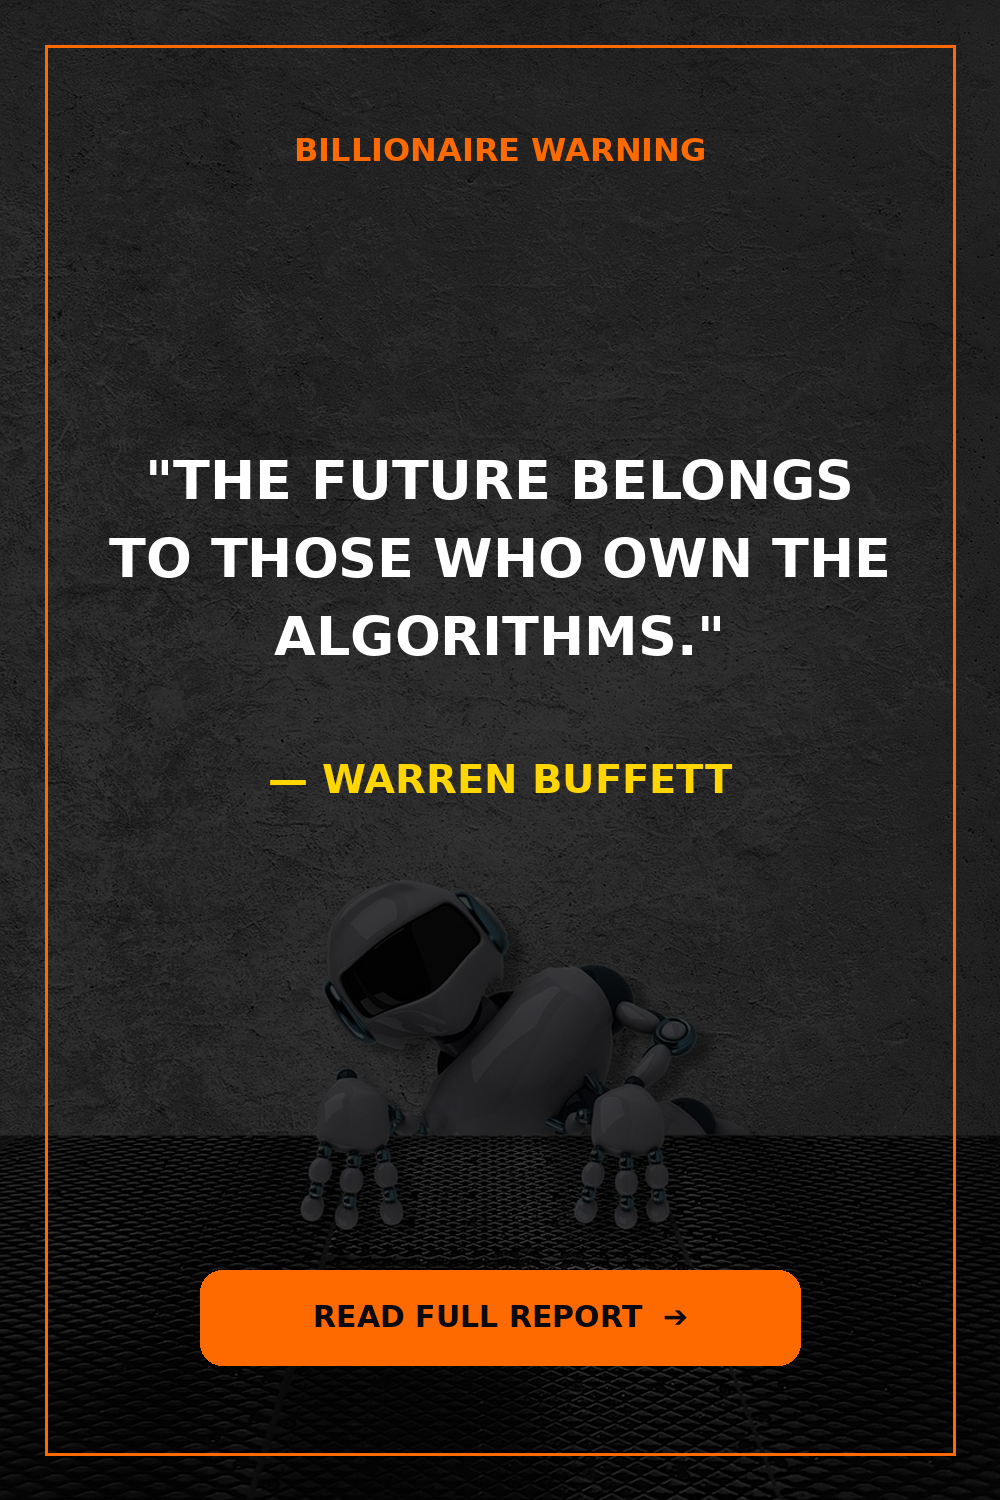 BILLIONAIRE WARNING
"THE FUTURE BELONGS
TO THOSE WHO OWN THE
ALGORITHMS."
— WARREN BUFFETT
READ FULL REPORT ➔